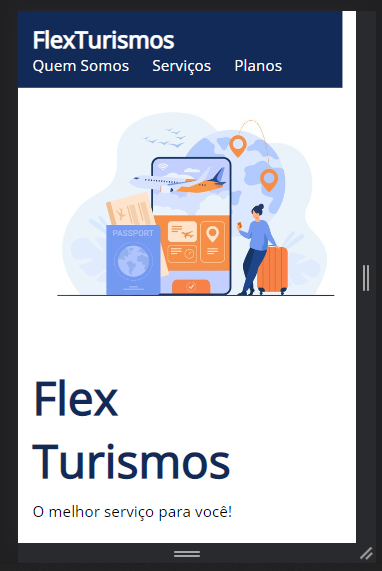 FlexTurismos
Quem Somos Serviços Planos
PASSPORT
Flex
Turismos
O melhor serviço para você!